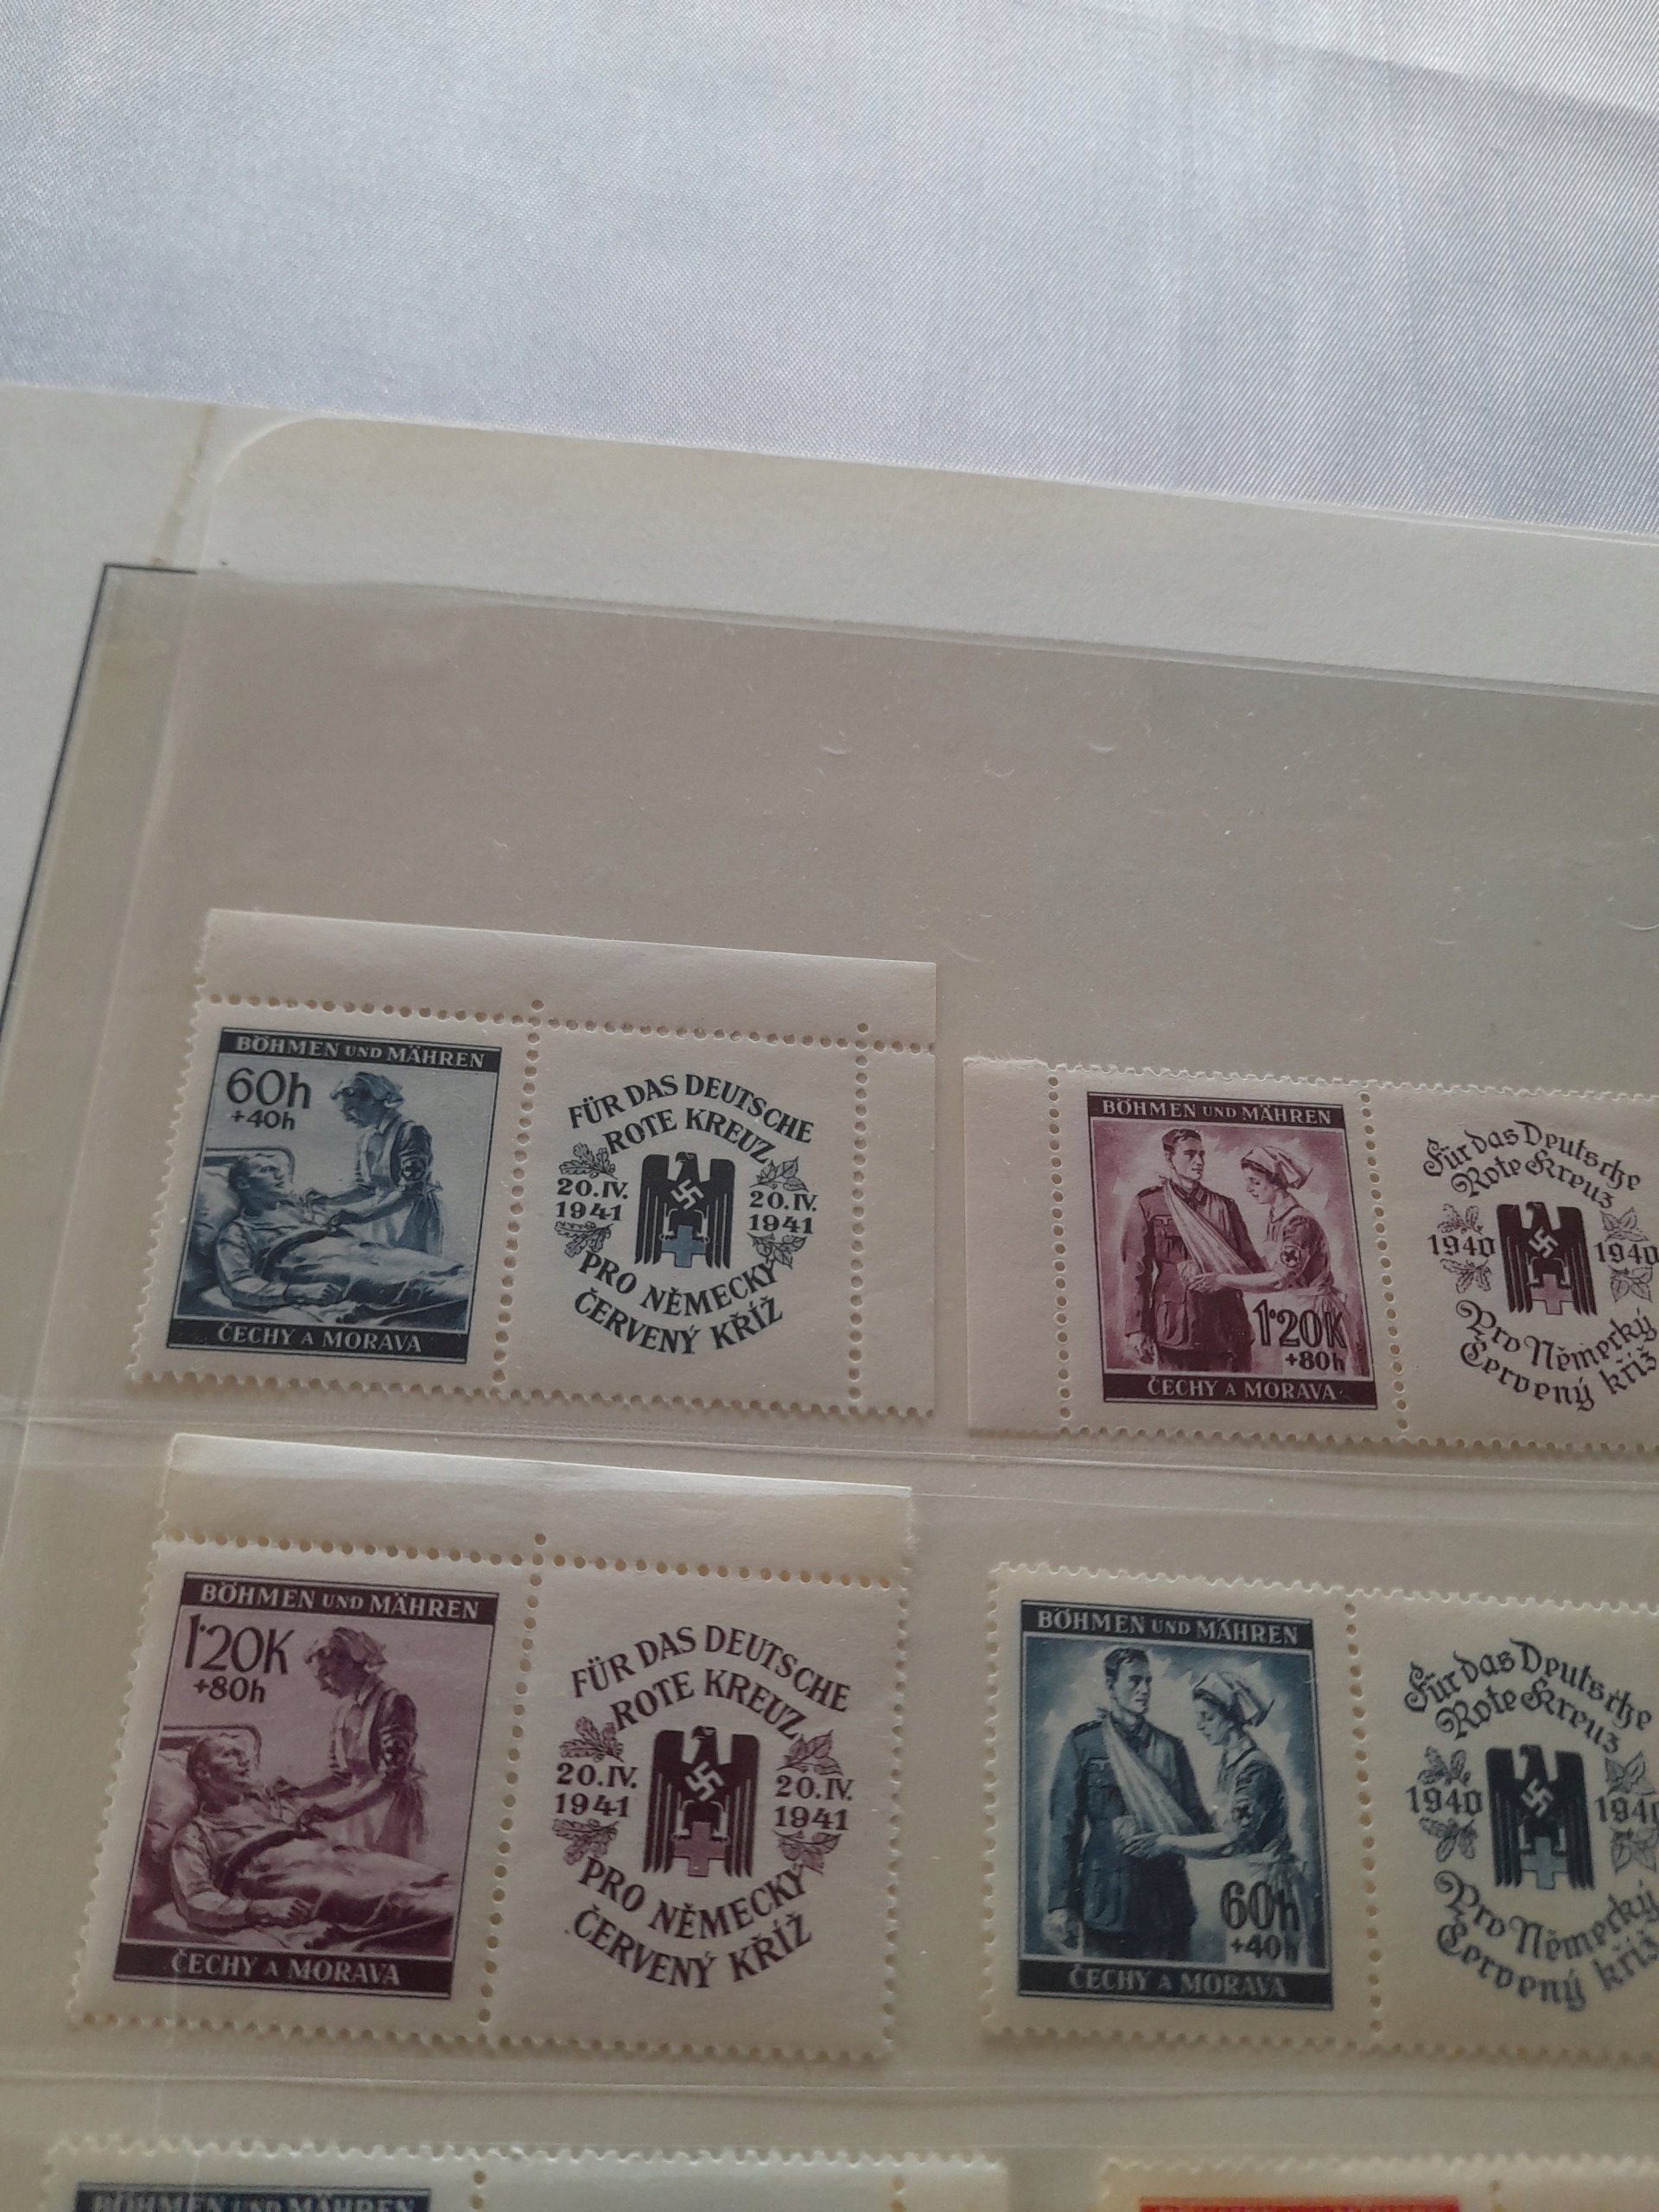 BÖHMEN UND MÄHREN
60h
+40h
ČECHY A MORAVA
FÜR DAS DEUTSCHE
ROTE KREUZ
20.IV.
1941
20.IV.
1941
PRO NĚMECKÝ
ČERVENÝ KŘÍŽ
BÖHMEN UND MÄHREN
1·20K
+80h
ČECHY A MORAVA
Für das Deutsche
Rote Kreuz
1940
1940
Pro Německý
Červený kříž
BÖHMEN UND MÄHREN
1·20K
+80h
ČECHY A MORAVA
FÜR DAS DEUTSCHE
ROTE KREUZ
20.IV.
1941
20.IV.
1941
PRO NĚMECKÝ
ČERVENÝ KŘÍŽ
BÖHMEN UND MÄHREN
60h
+40h
ČECHY A MORAVA
Für das Deutsche
Rote Kreuz
1940
1940
Pro Německý
Červený kříž
BÖHMEN UND MÄHREN